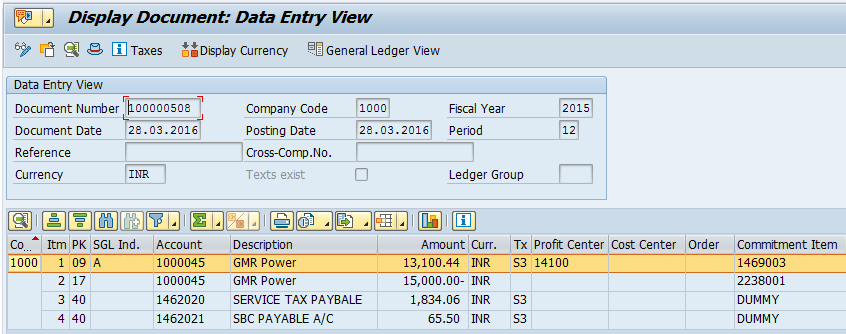 Display Document: Data Entry View
Taxes Display Currency General Ledger View
Data Entry View
Document Number 100000508 Company Code 1000 Fiscal Year 2015
Document Date 28.03.2016 Posting Date 28.03.2016 Period 12
Reference Cross-Comp.No.
Currency INR Texts exist Ledger Group
Co... Itm PK SGL Ind. Account Description Amount Curr. Tx Profit Center Cost Center Order Commitment Item
1000 1 09 A 1000045 GMR Power 13,100.44 INR S3 14100 1469003
2 17 1000045 GMR Power 15,000.00- INR 2238001
3 40 1462020 SERVICE TAX PAYBALE 1,834.06 INR S3 DUMMY
4 40 1462021 SBC PAYABLE A/C 65.50 INR S3 DUMMY